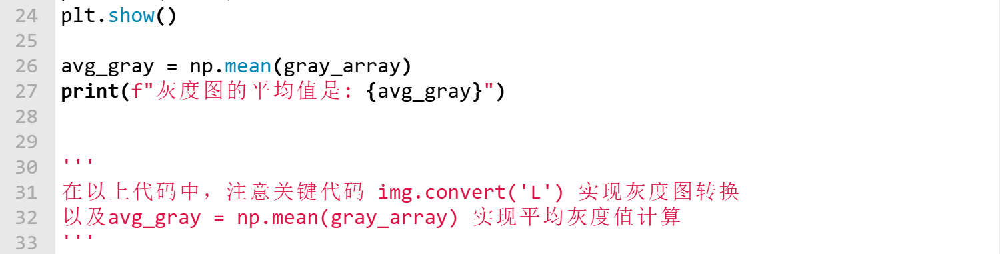 24 plt.show()
25
26 avg_gray = np.mean(gray_array)
27 print(f"灰度图的平均值是: {avg_gray}")
28
29
30 '''
31 在以上代码中，注意关键代码 img.convert('L') 实现灰度图转换
32 以及avg_gray = np.mean(gray_array) 实现平均灰度值计算
33 '''